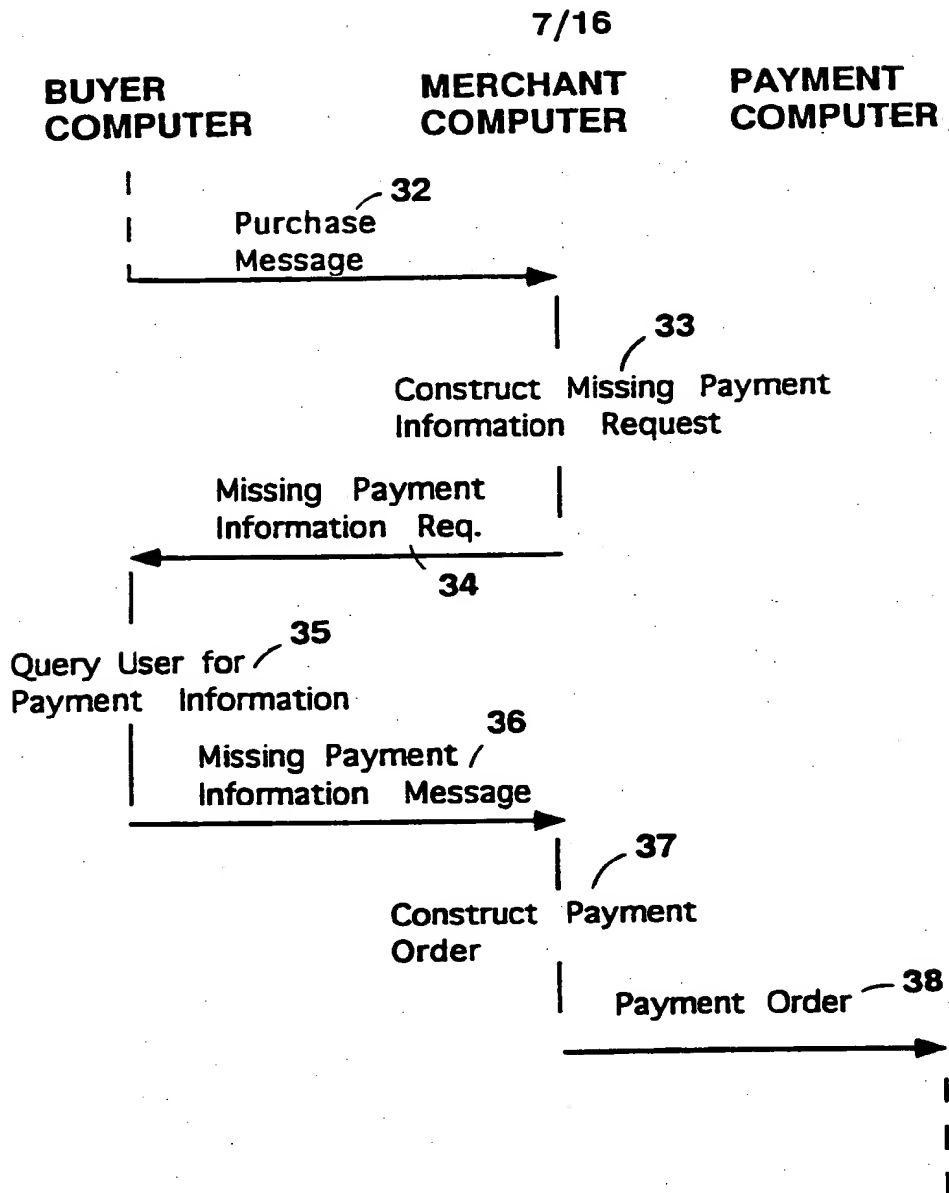 7/16
BUYER
COMPUTER
MERCHANT
COMPUTER
PAYMENT
COMPUTER
32
Purchase
Message
33
Construct Missing Payment
Information Request
Missing Payment
Information Req.
34
35
Query User for
Payment Information
36
Missing Payment
Information Message
37
Construct Payment
Order
38
Payment Order